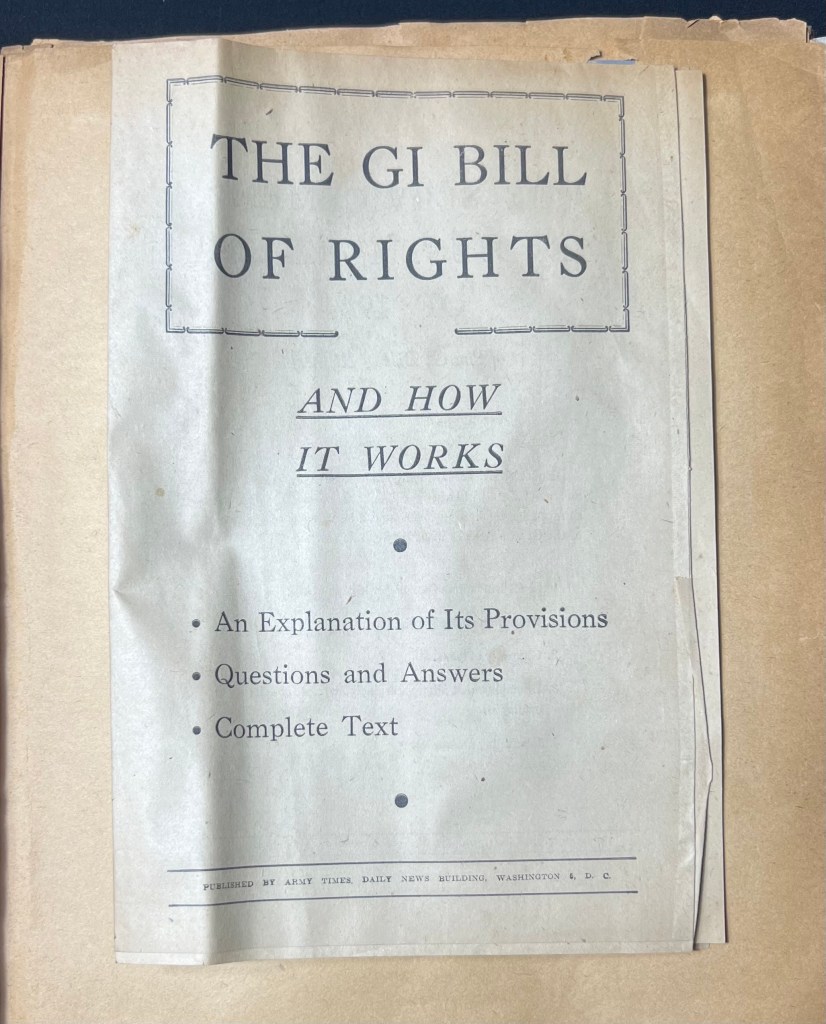 THE GI BILL
OF RIGHTS
AND HOW
IT WORKS
• An Explanation of Its Provisions
• Questions and Answers
• Complete Text
PUBLISHED BY ARMY TIMES, DAILY NEWS BUILDING, WASHINGTON D. C.